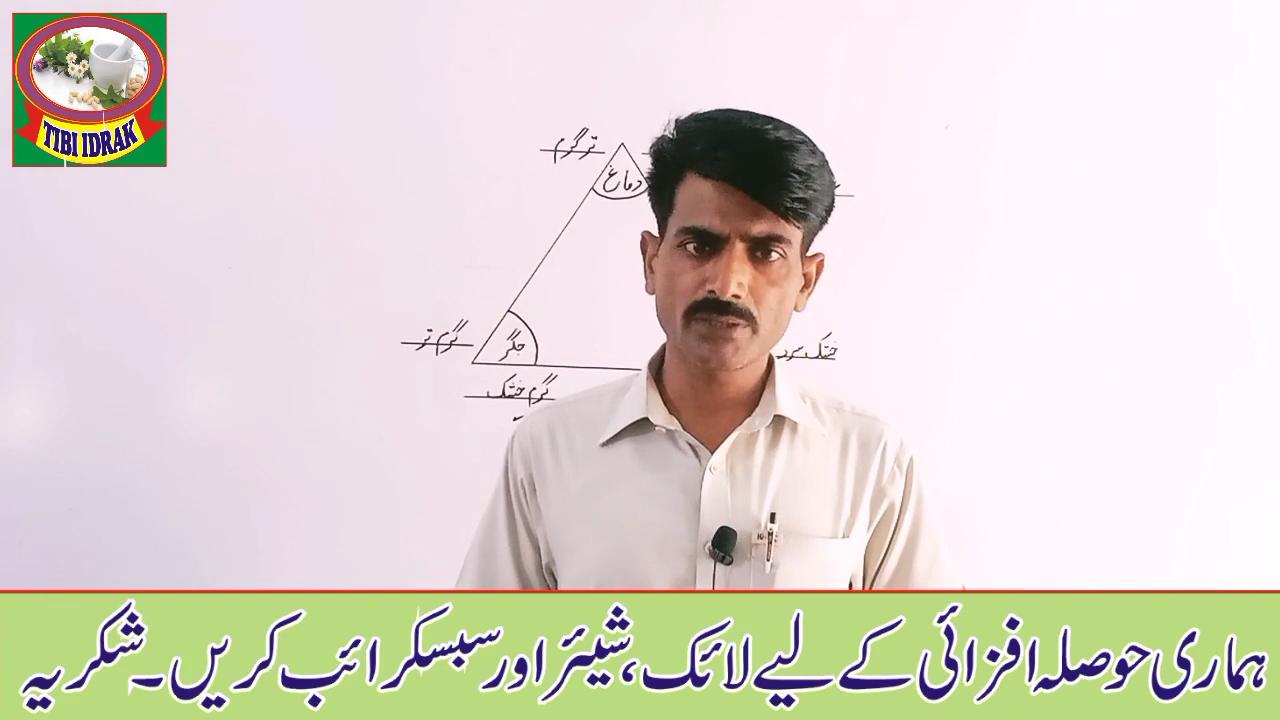 TIBI IDRAK
تر گرم
دماغ
گرم تر
جگر
خشک سرد
گرم خشک
ہماری حوصلہ افزائی کے لیے لائک، شیئر اور سبسکرائب کریں۔ شکریہ